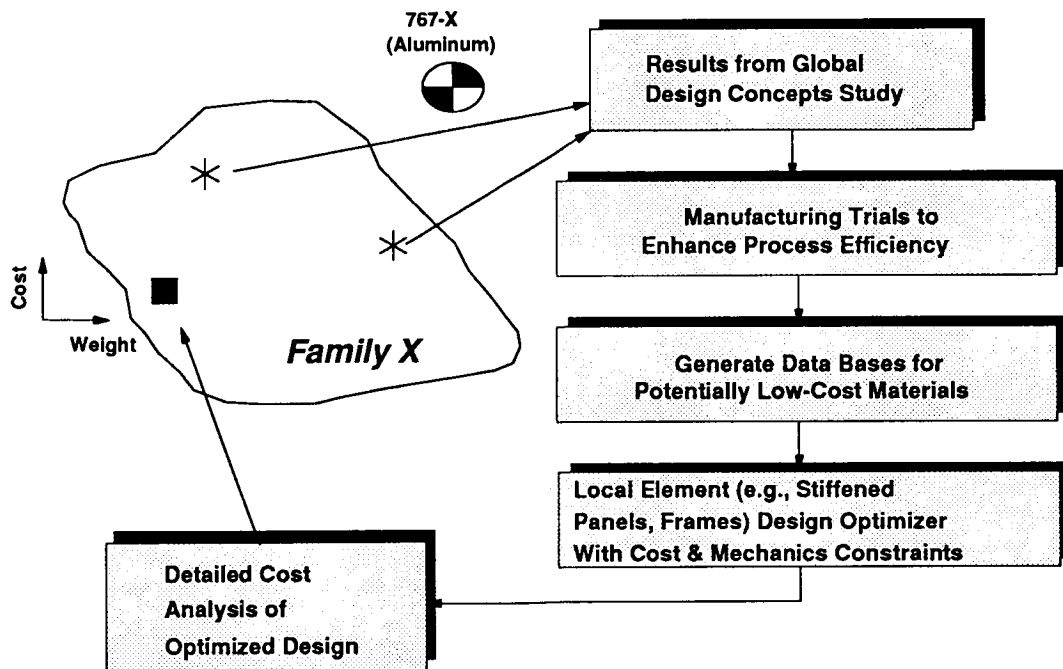 767-X
(Aluminum)
Results from Global
Design Concepts Study
Manufacturing Trials to
Enhance Process Efficiency
Cost
Weight
Family X
Generate Data Bases for
Potentially Low-Cost Materials
Local Element (e.g., Stiffened
Panels, Frames) Design Optimizer
With Cost & Mechanics Constraints
Detailed Cost
Analysis of
Optimized Design